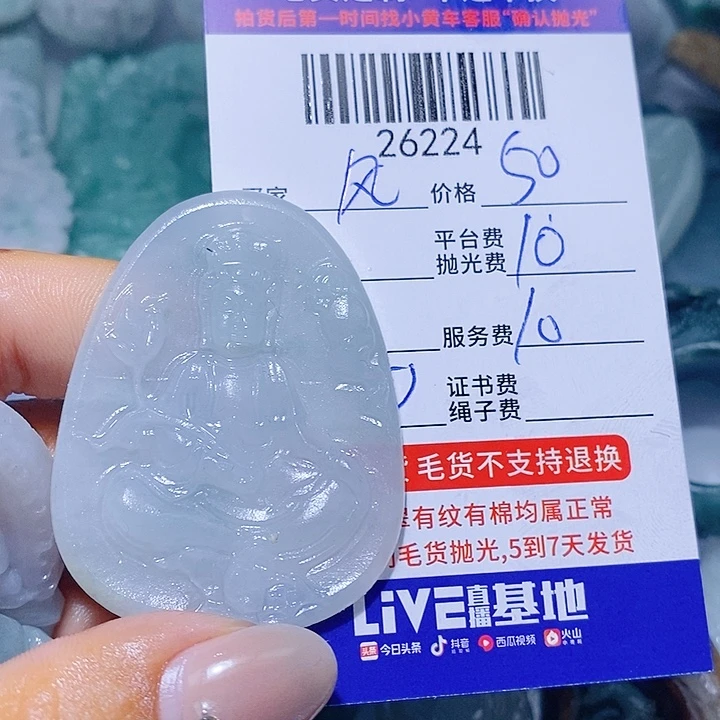 拍货后第一时间找小黄车客服“确认抛光”
26224
风 价格 50
平台费
抛光费 10
服务费 10
证书费
绳子费
毛货不支持退换
有纹有棉均属正常
毛货抛光,5到7天发货
LiVE直播基地
头条 今日头条 抖音 西瓜视频 火山